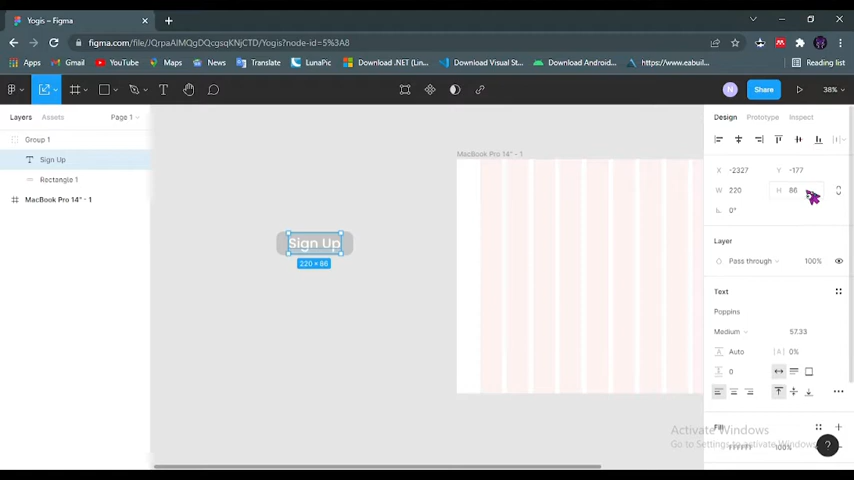 Yogis – Figma
figma.com/file/JQrpaAlMQgDQcgsqKNjCTD/Yogis?node-id=5%3A8
Apps
Gmail
YouTube
Maps
News
Translate
LunaPic
Download .NET (Lin...
Download Visual St...
Download Android...
https://www.eabuil...
Reading list
N
Share
38%
Layers
Assets
Page 1
Design
Prototype
Inspect
Group 1
Sign Up
Rectangle 1
MacBook Pro 14" - 1
MacBook Pro 14" - 1
Sign Up
220 × 86
X -2327
Y -177
W 220
H 86
0°
Layer
Pass through
100%
Text
Poppins
Medium
57.33
Auto
0%
0
Fill
FFFFFF
100%
Activate Windows
Go to Settings to activate Windows.
?